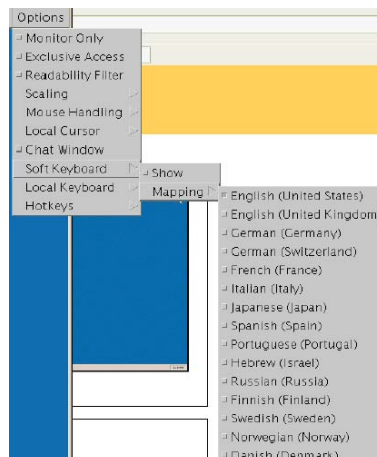 Options
Monitor Only
Exclusive Access
Readability Filter
Scaling
Mouse Handling
Local Cursor
Chat Window
Soft Keyboard
Local Keyboard
Hotkeys
Show
Mapping
English (United States)
English (United Kingdom
German (Germany)
German (Switzerland)
French (France)
Italian (Italy)
Japanese (Japan)
Spanish (Spain)
Portuguese (Portugal)
Hebrew (Israel)
Russian (Russia)
Finnish (Finland)
Swedish (Sweden)
Norwegian (Norway)
Danish (Denmark)